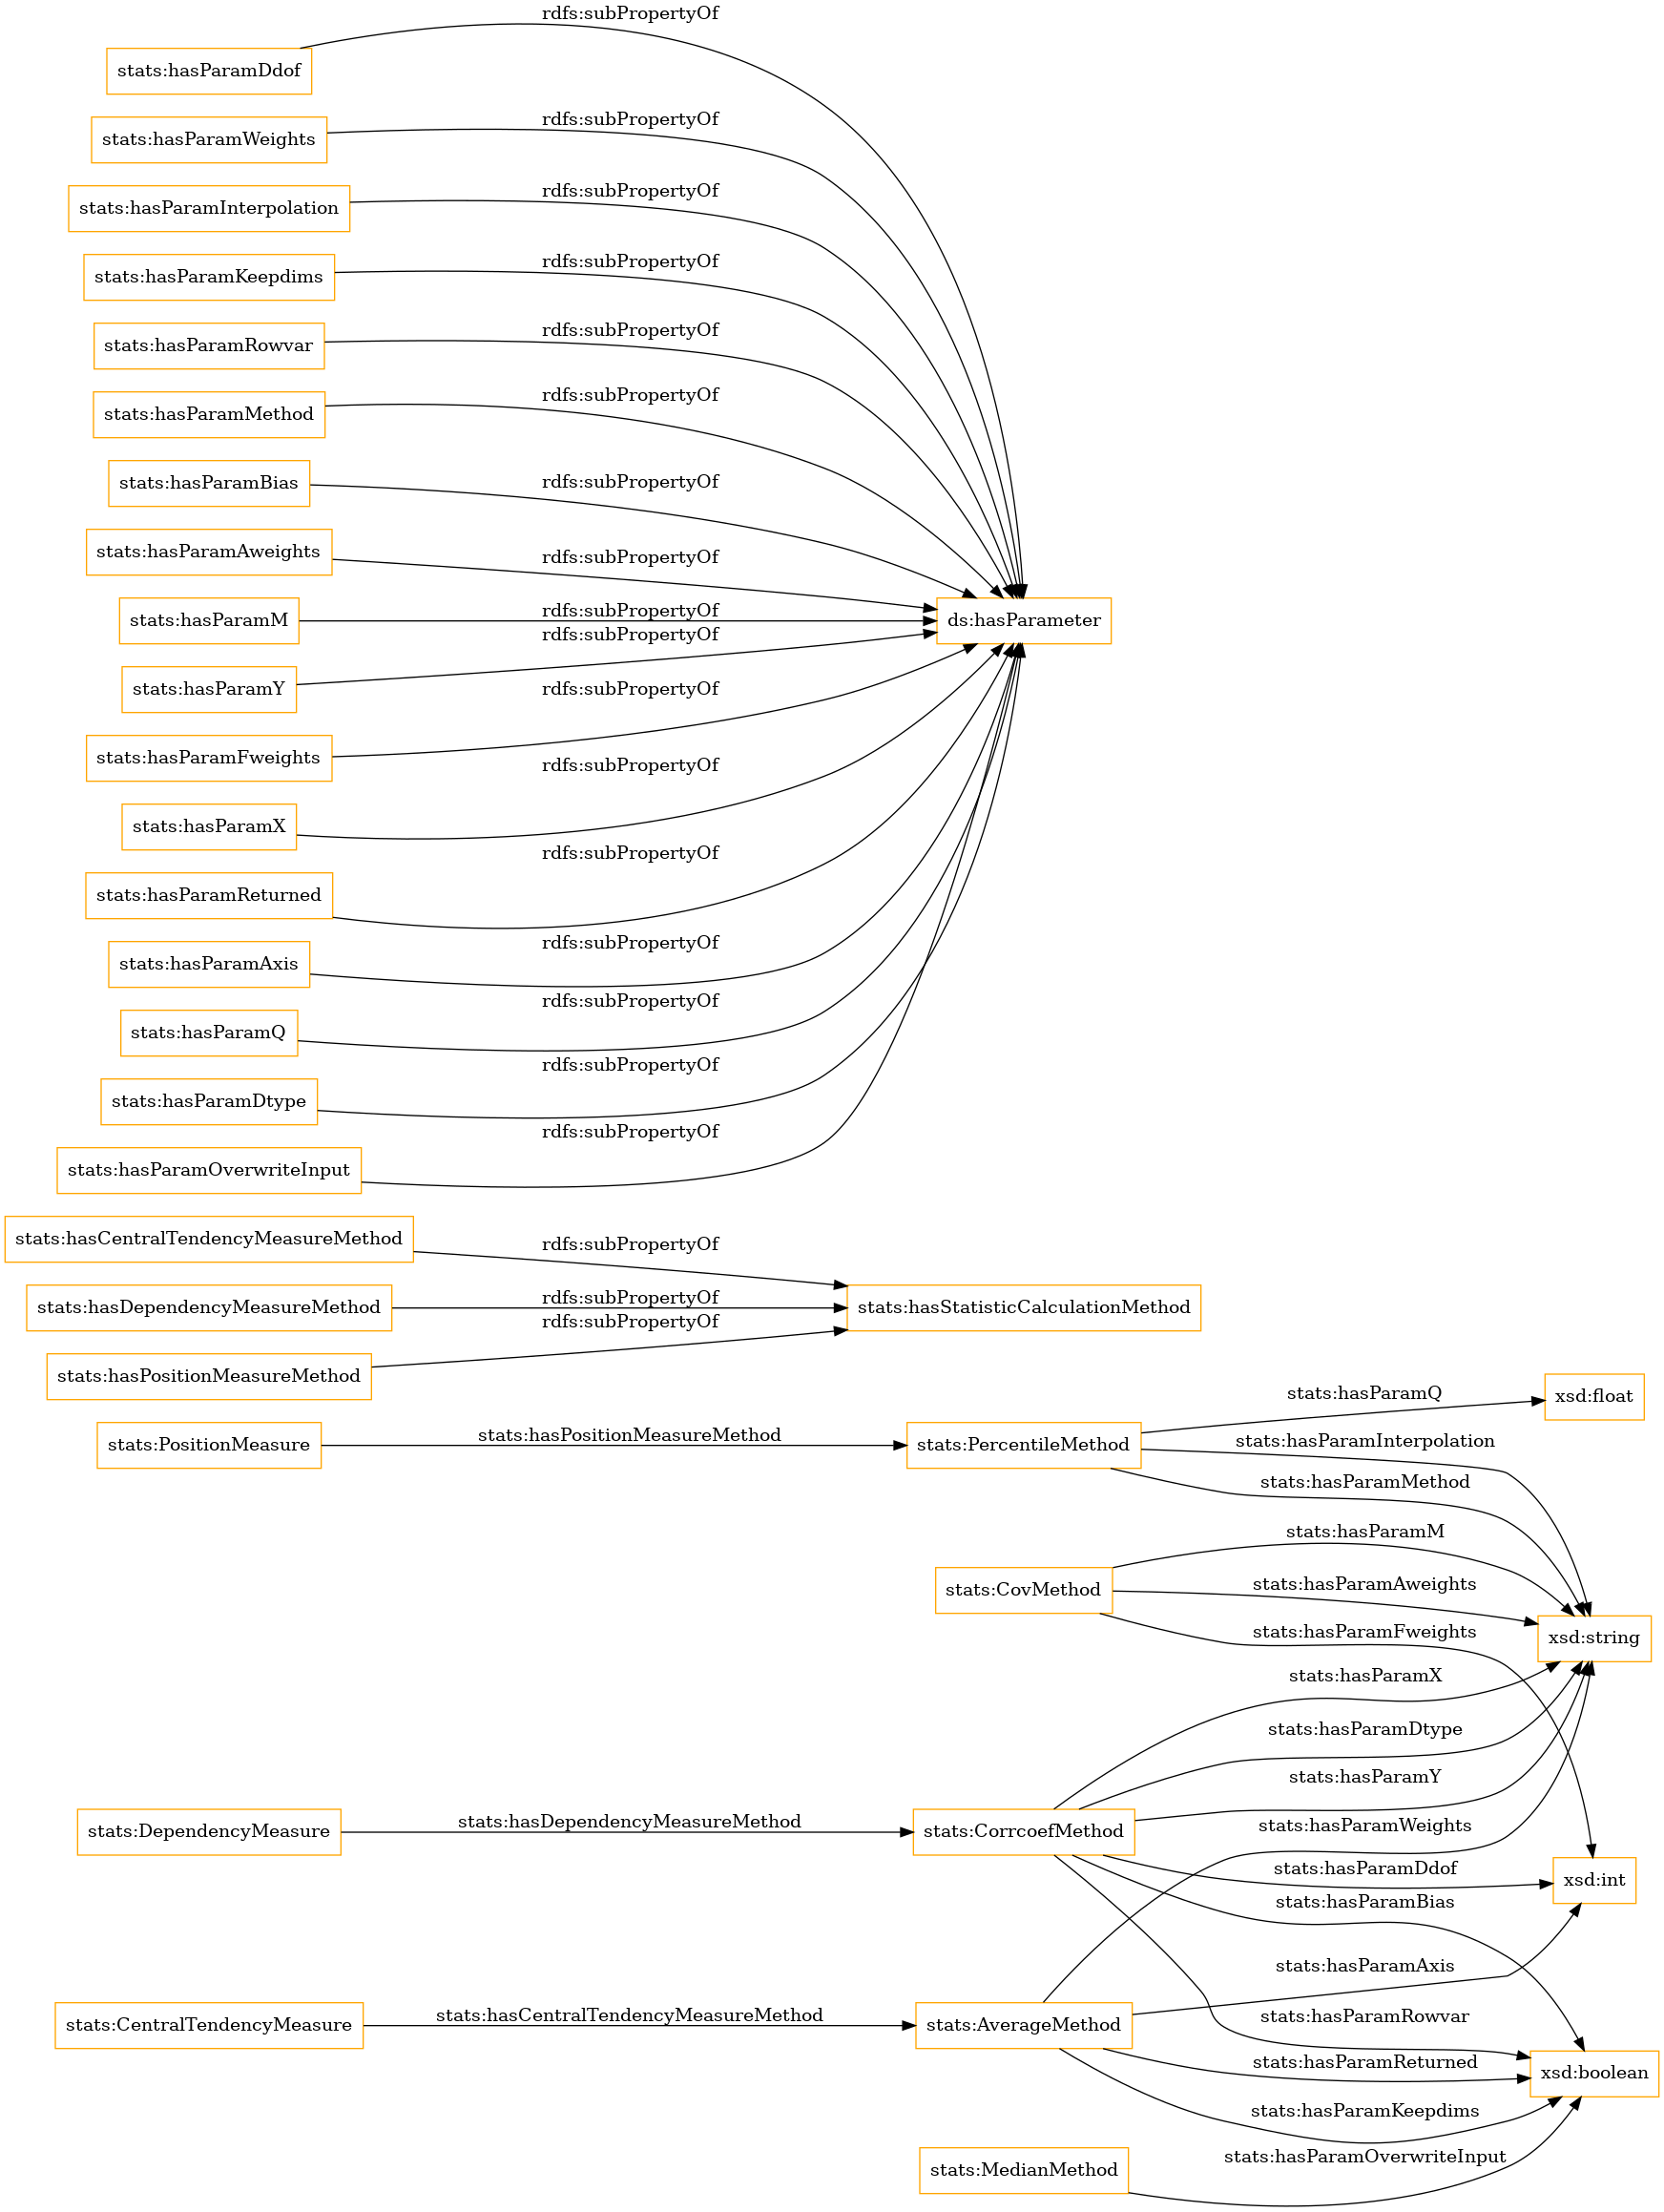 rdfs:subPropertyOf
stats:hasParamDdof
rdfs:subPropertyOf
stats:hasParamWeights
rdfs:subPropertyOf
stats:hasParamInterpolation
rdfs:subPropertyOf
stats:hasParamKeepdims
rdfs:subPropertyOf
stats:hasParamRowvar
rdfs:subPropertyOf
stats:hasParamMethod
rdfs:subPropertyOf
stats:hasParamBias
rdfs:subPropertyOf
stats:hasParamAweights
rdfs:subPropertyOf
stats:hasParamM
ds:hasParameter
rdfs:subPropertyOf
stats:hasParamY
rdfs:subPropertyOf
stats:hasParamFweights
rdfs:subPropertyOf
stats:hasParamX
rdfs:subPropertyOf
stats:hasParamReturned
rdfs:subPropertyOf
stats:hasParamAxis
rdfs:subPropertyOf
stats:hasParamQ
rdfs:subPropertyOf
stats:hasParamDtype
rdfs:subPropertyOf
stats:hasParamOverwriteInput
stats:hasCentralTendencyMeasureMethod
rdfs:subPropertyOf
stats:hasDependencyMeasureMethod
rdfs:subPropertyOf
stats:hasStatisticCalculationMethod
rdfs:subPropertyOf
stats:hasPositionMeasureMethod
stats:hasParamQ
xsd:float
stats:PositionMeasure
stats:hasPositionMeasureMethod
stats:PercentileMethod
stats:hasParamInterpolation
stats:hasParamMethod
stats:hasParamM
stats:CovMethod
stats:hasParamAweights
stats:hasParamFweights
xsd:string
stats:hasParamX
stats:hasParamDtype
stats:hasParamY
stats:DependencyMeasure
stats:hasDependencyMeasureMethod
stats:CorrcoefMethod
stats:hasParamWeights
stats:hasParamDdof
xsd:int
stats:hasParamBias
stats:hasParamAxis
stats:CentralTendencyMeasure
stats:hasCentralTendencyMeasureMethod
stats:AverageMethod
stats:hasParamRowvar
stats:hasParamReturned
xsd:boolean
stats:hasParamKeepdims
stats:MedianMethod
stats:hasParamOverwriteInput